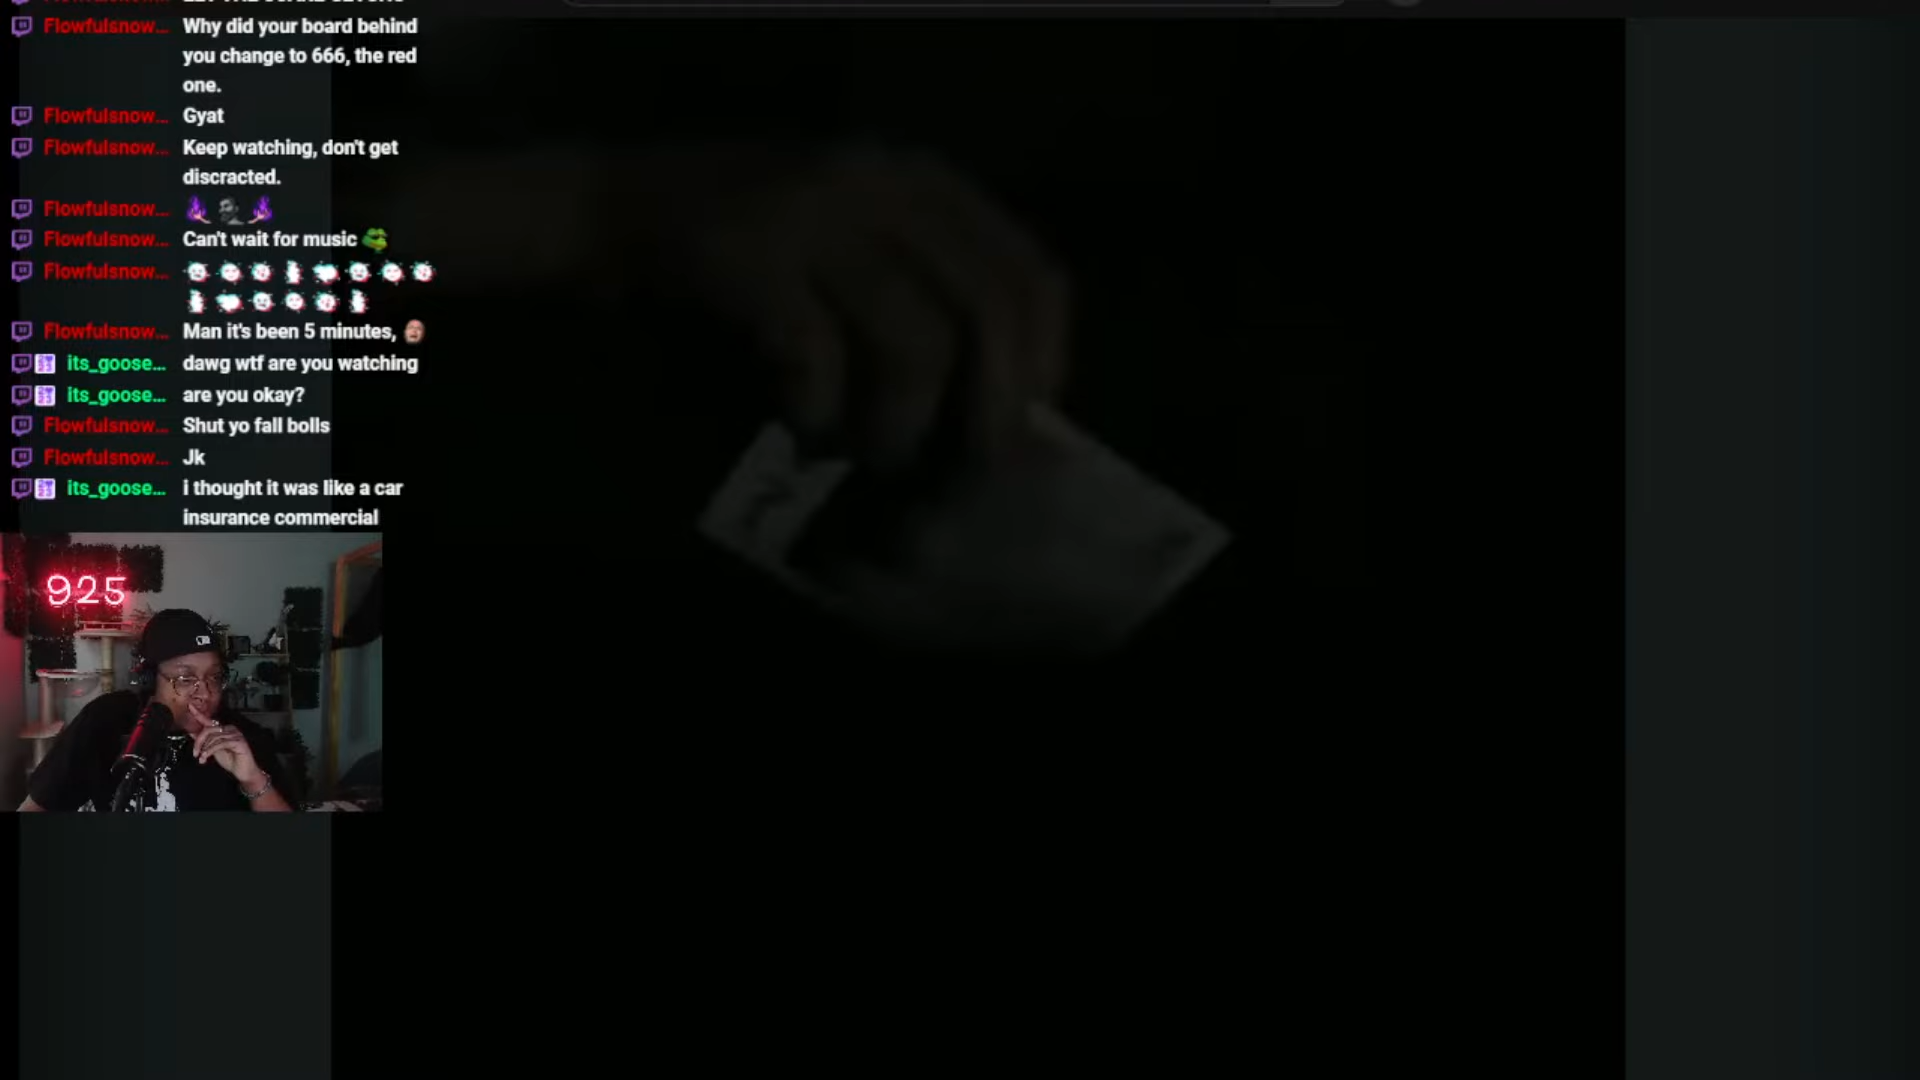 Flowfulsnow... Why did your board behind
you change to 666, the red
one.
Flowfulsnow... Gyat
Flowfulsnow... Keep watching, don't get
discracted.
Flowfulsnow...
Flowfulsnow... Can't wait for music
Flowfulsnow...
Flowfulsnow... Man it's been 5 minutes,
its_goose... dawg wtf are you watching
its_goose... are you okay?
Flowfulsnow... Shut yo fall bolls
Flowfulsnow... Jk
its_goose... i thought it was like a car
insurance commercial
925